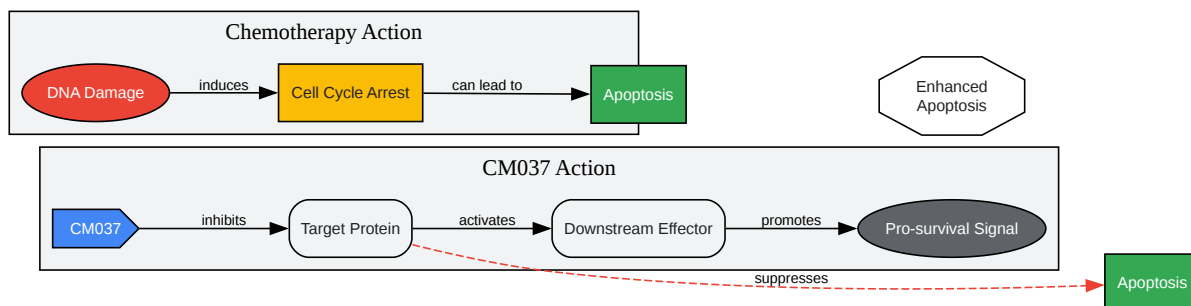 Chemotherapy Action
DNA Damage
induces
Cell Cycle Arrest
can lead to
Apoptosis
Enhanced
Apoptosis
CM037 Action
CM037
inhibits
Target Protein
activates
Downstream Effector
promotes
Pro-survival Signal
suppresses
Apoptosis